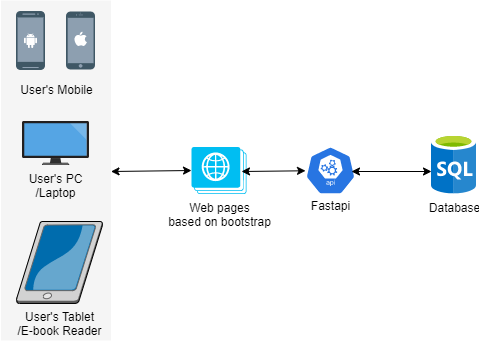 User's Mobile
User's PC
/Laptop
User's Tablet
/E-book Reader
Web pages
based on bootstrap
api
Fastapi
SQL
Database